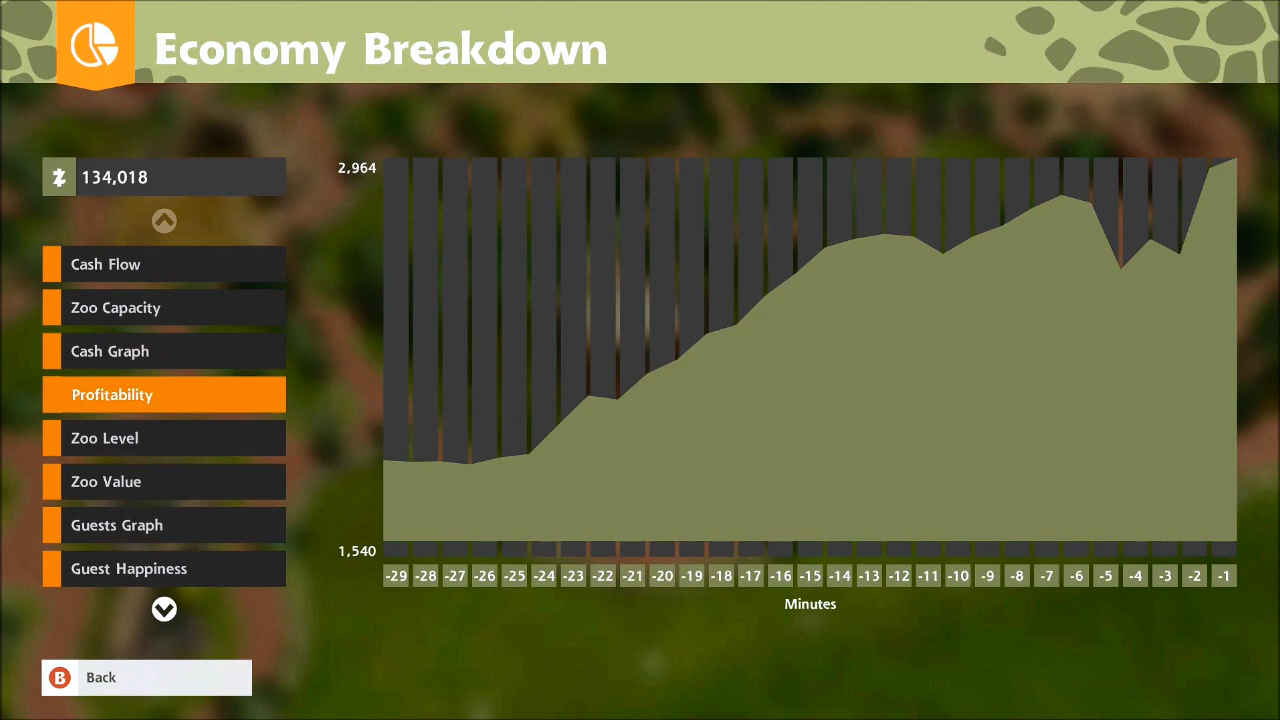 Economy Breakdown
134,018
Cash Flow
Zoo Capacity
Cash Graph
Profitability
Zoo Level
Zoo Value
Guests Graph
Guest Happiness
B Back
2,964
1,540
-29 -28 -27 -26 -25 -24 -23 -22 -21 -20 -19 -18 -17 -16 -15 -14 -13 -12 -11 -10 -9 -8 -7 -6 -5 -4 -3 -2 -1
Minutes